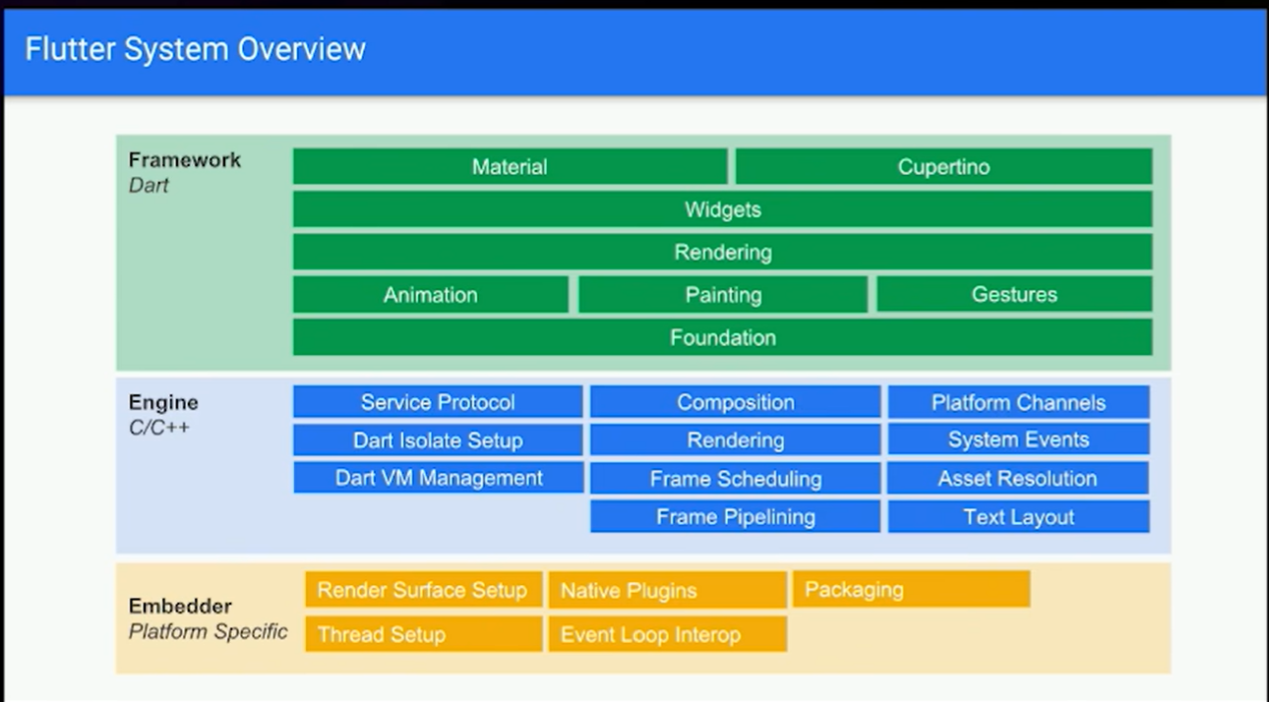 Flutter System Overview
Framework
Dart
Material
Cupertino
Widgets
Rendering
Animation
Painting
Gestures
Foundation
Engine
C/C++
Service Protocol
Composition
Platform Channels
Dart Isolate Setup
Rendering
System Events
Dart VM Management
Frame Scheduling
Asset Resolution
Frame Pipelining
Text Layout
Embedder
Platform Specific
Render Surface Setup
Native Plugins
Packaging
Thread Setup
Event Loop Interop